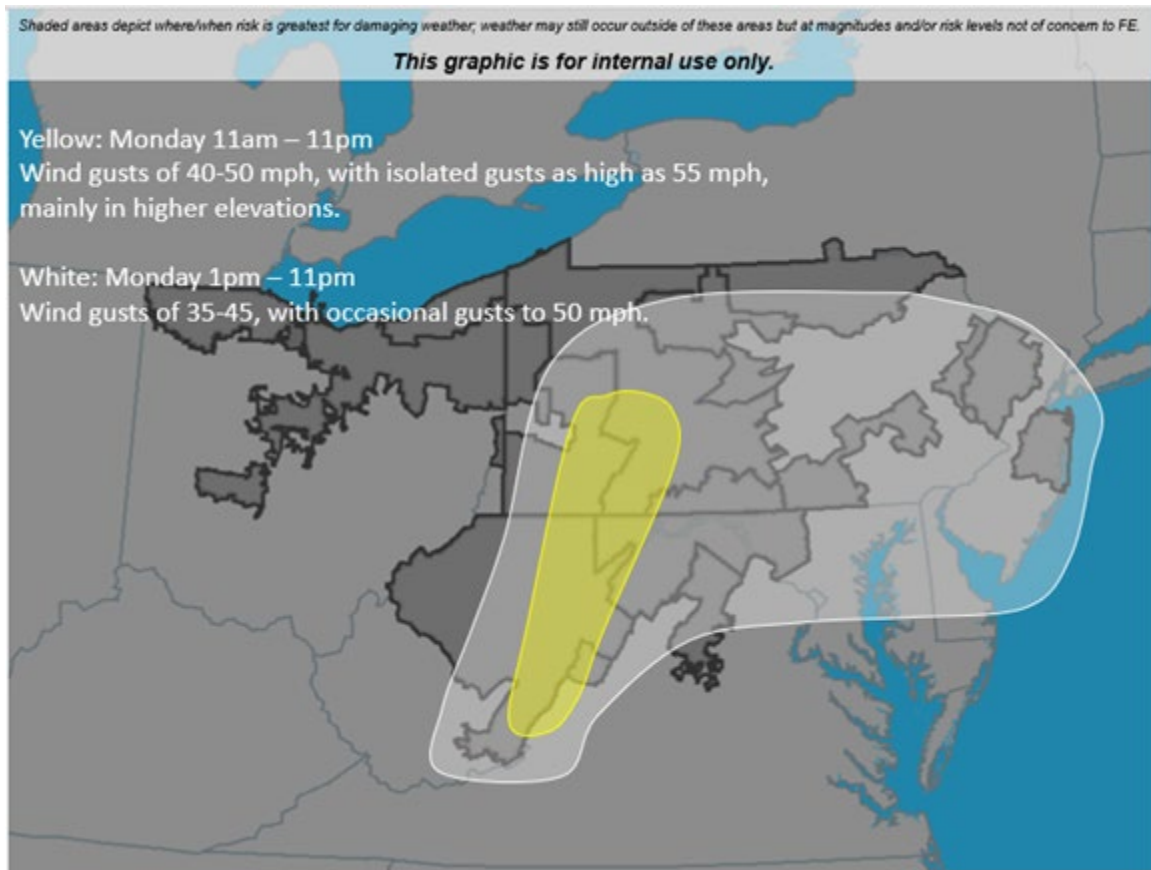 Shaded areas depict where/when risk is greatest for damaging weather; weather may still occur outside of these areas but at magnitudes and/or risk levels not of concern to FE.
This graphic is for internal use only.
Yellow: Monday 11am – 11pm
Wind gusts of 40-50 mph, with isolated gusts as high as 55 mph,
mainly in higher elevations.
White: Monday 1pm – 11pm
Wind gusts of 35-45, with occasional gusts to 50 mph.